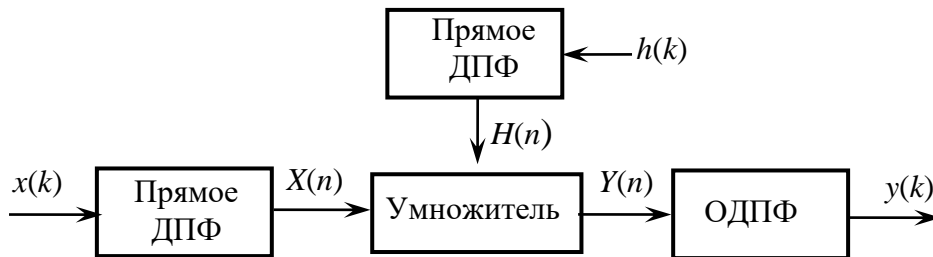 Прямое
ДПФ
h(k)
H(n)
x(k)
Прямое
ДПФ
X(n)
Умножитель
Y(n)
ОДПФ
y(k)